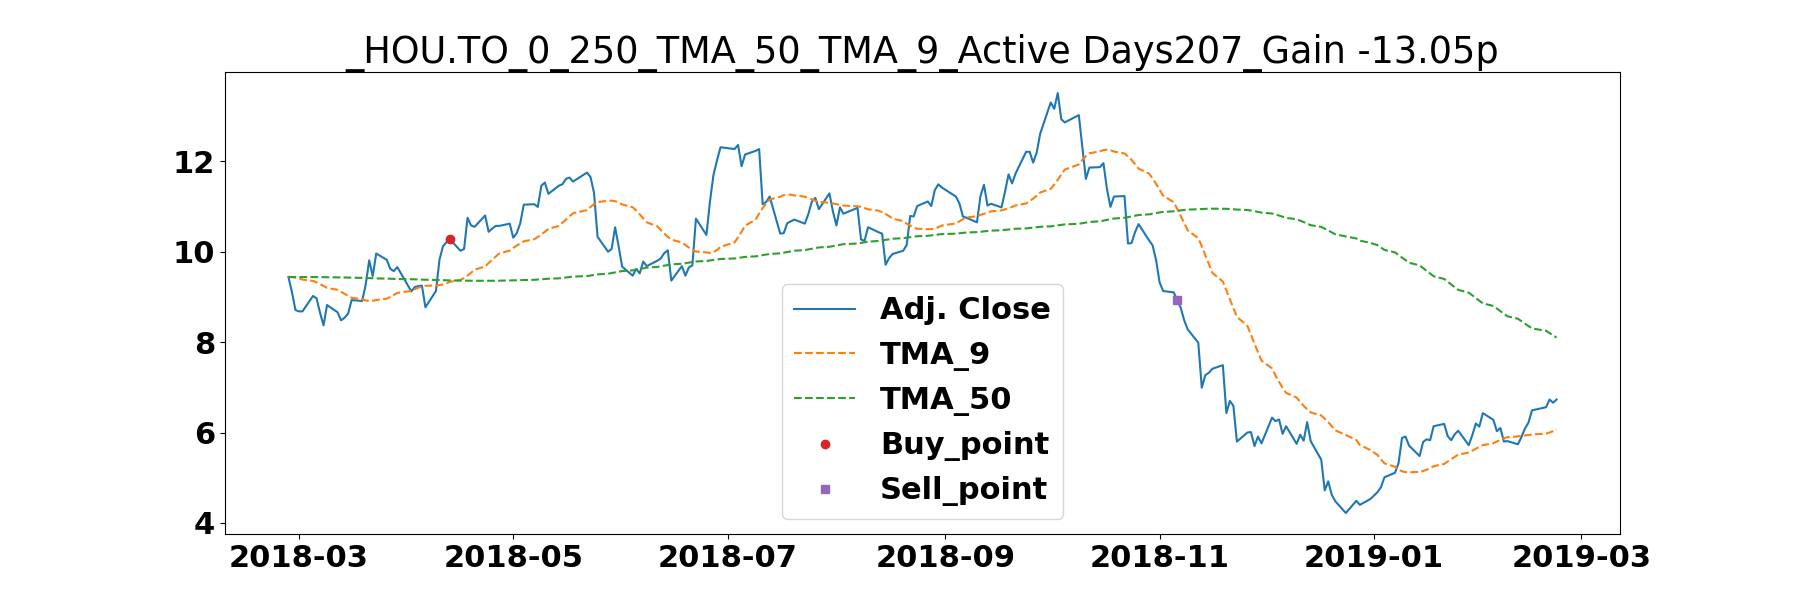 _HOU.TO_0_250_TMA_50_TMA_9_Active Days207_Gain -13.05p
12
10
8
6
4
Adj. Close
TMA_9
TMA_50
Buy_point
Sell_point
2018-03 2018-05 2018-07 2018-09 2018-11 2019-01 2019-03